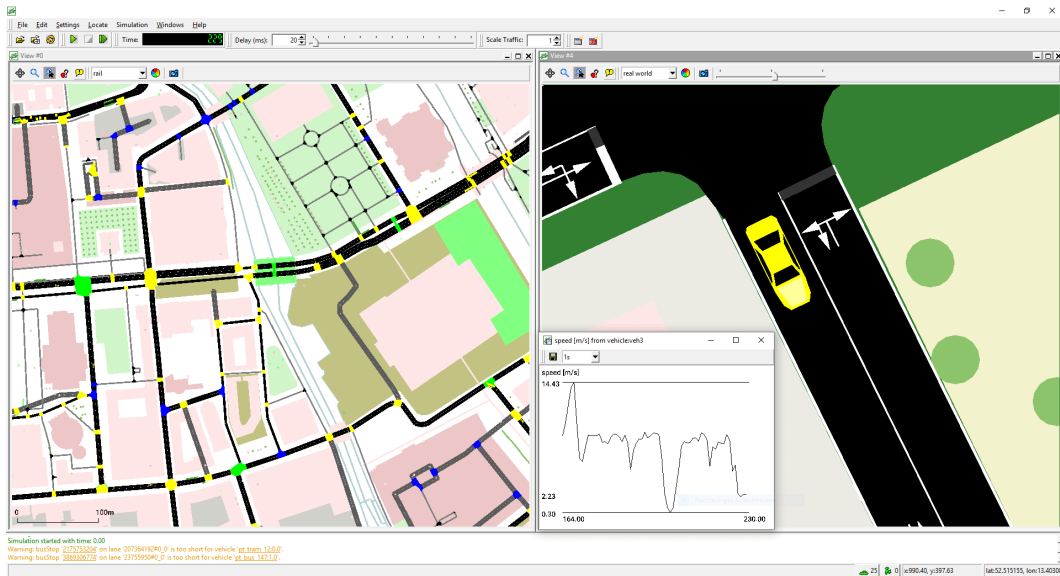 File Edit Settings Locate Simulation Windows Help
Time: 229 Delay (ms): 20 Scale Traffic: 1
View #0
rail
0 100m
View #4
real world
speed [m/s] from vehicle:veh3
1s
speed [m/s]
14.43
2.23
0.30 164.00 230.00
Simulation started with time: 0.00
Warning: busStop '2175753204' on lane '207364192#0_0' is too short for vehicle 'pt_tram_12:0.0'.
Warning: busStop '3869306774' on lane '23755950#0_0' is too short for vehicle 'pt_bus_147:1.0'.
25 0 x:990.40, y:397.63 lat:52.515155, lon:13.4030